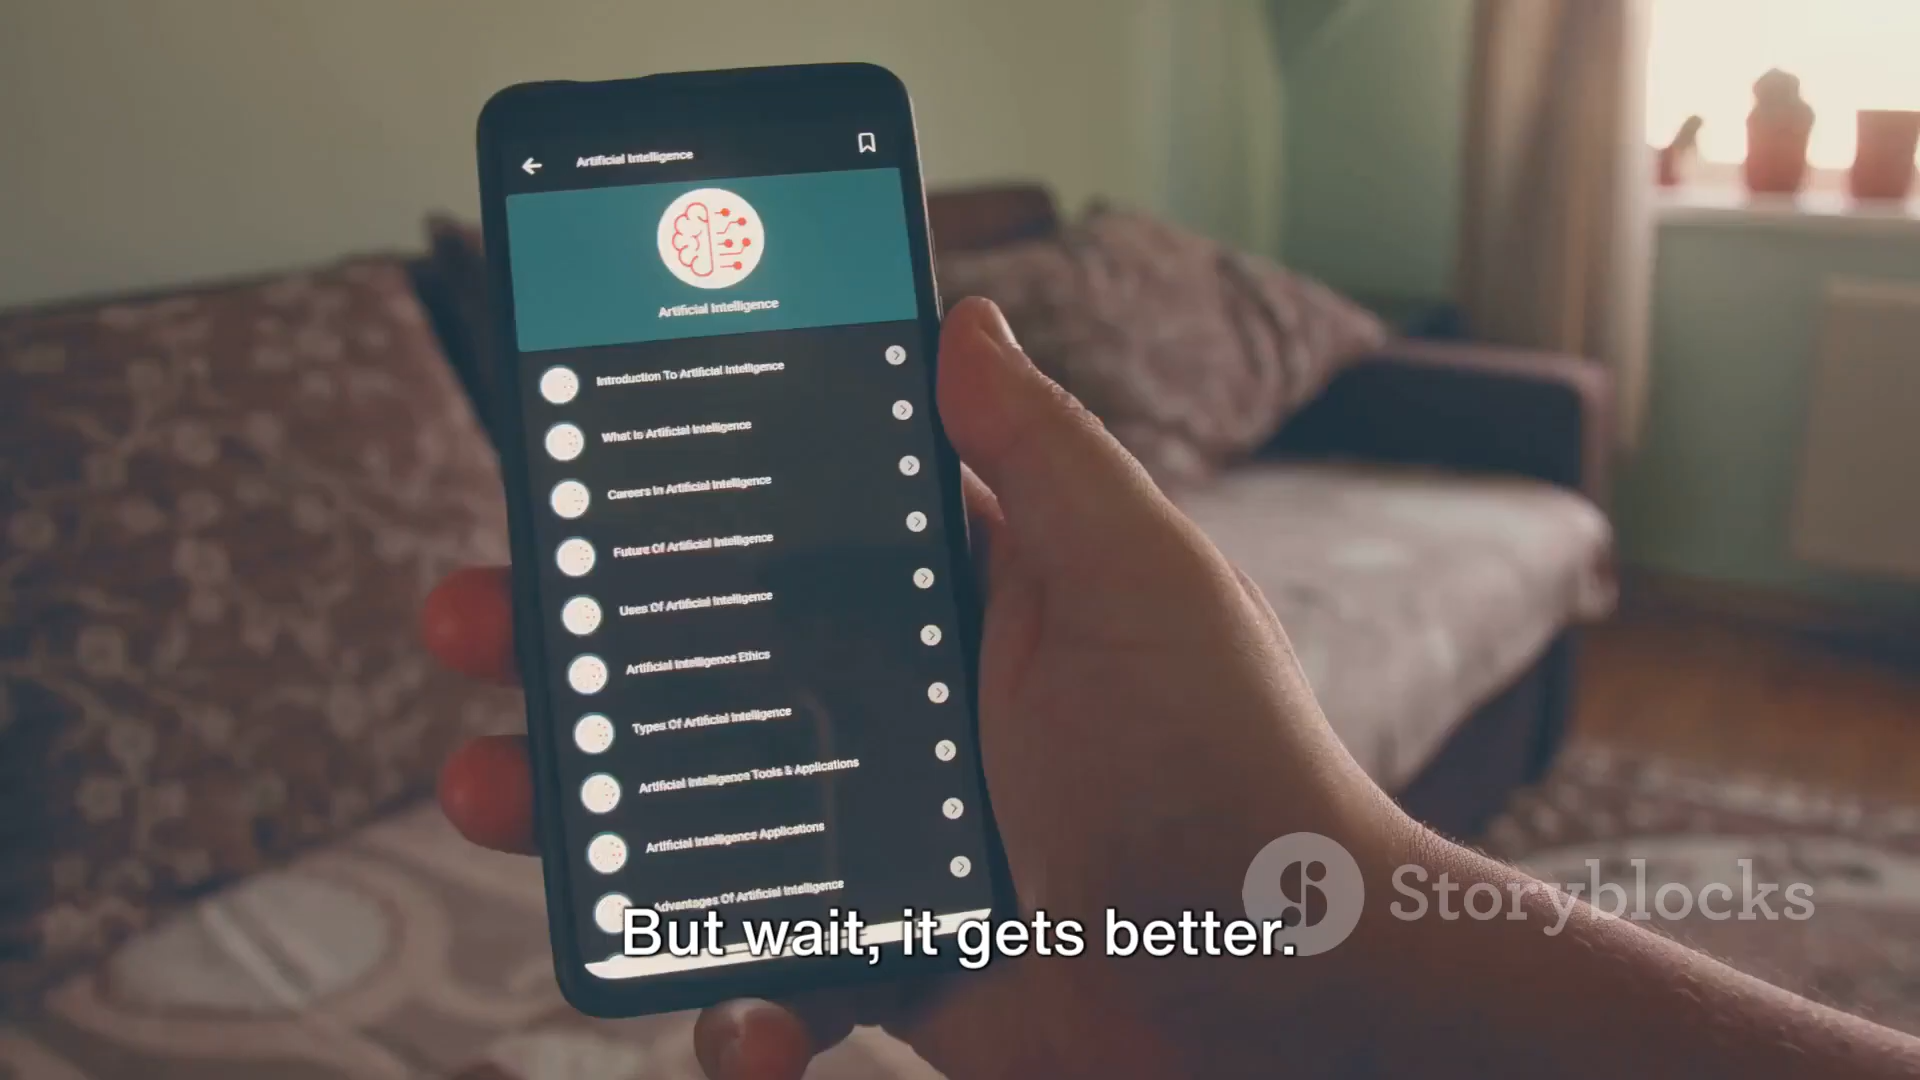 Artificial Intelligence
Artificial Intelligence
Introduction To Artificial Intelligence
What Is Artificial Intelligence
Careers In Artificial Intelligence
Future Of Artificial Intelligence
Uses Of Artificial Intelligence
Artificial Intelligence Ethics
Types Of Artificial Intelligence
Artificial Intelligence Tools & Applications
Artificial Intelligence Applications
Advantages Of Artificial Intelligence
Storyblocks
But wait, it gets better.